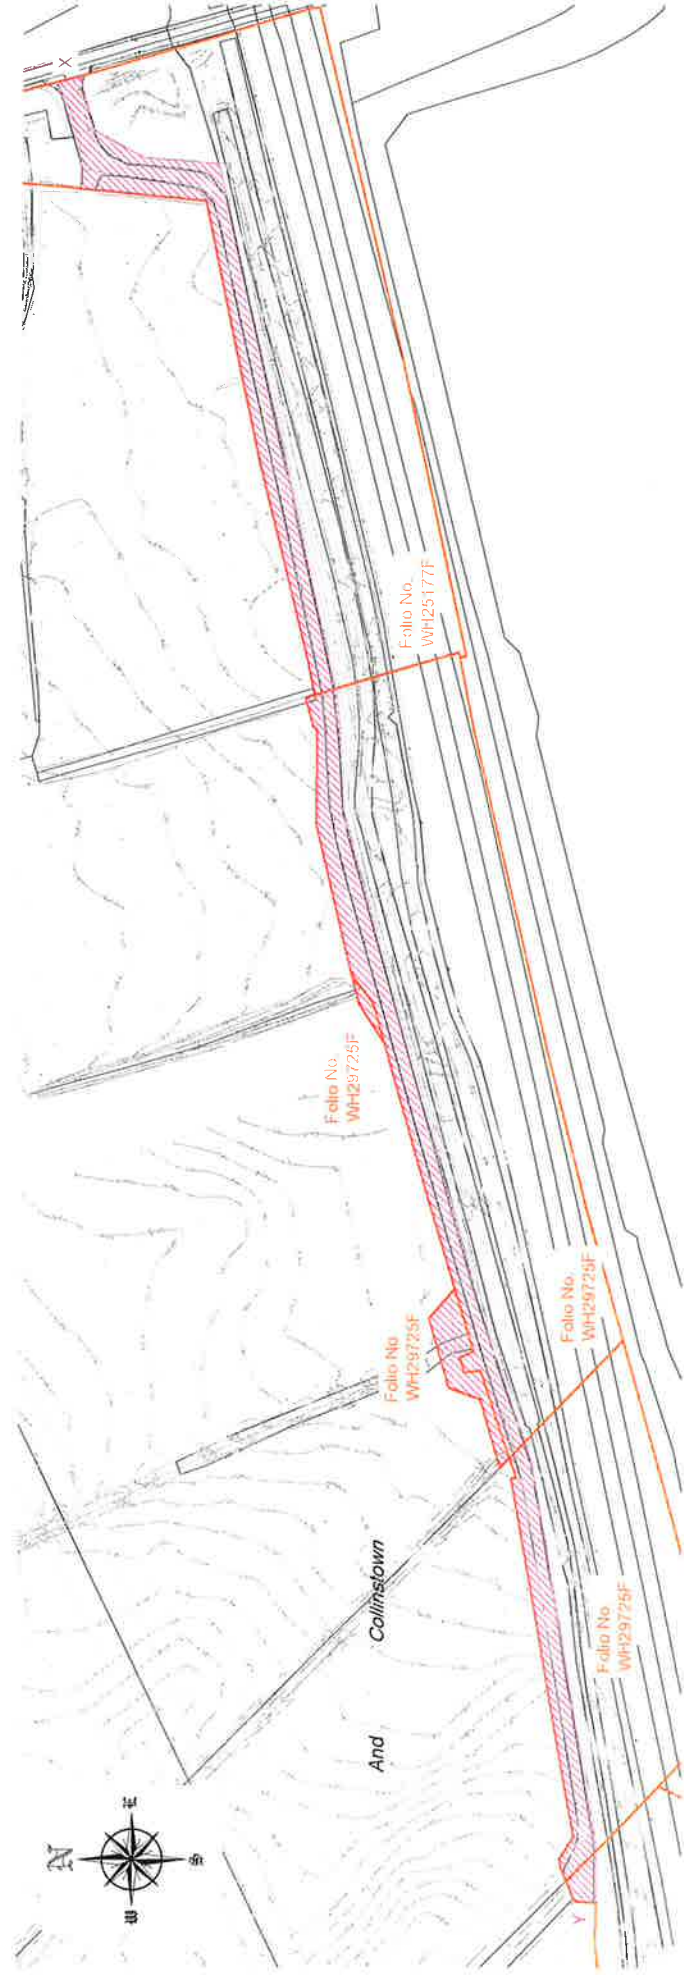 X
Folio No.
WH25177F
Folio No.
WH29725F
Folio No
WH29725F
Folio No.
WH29725F
Folio No
WH29725F
And Collinstown
Y
N
E
S
W